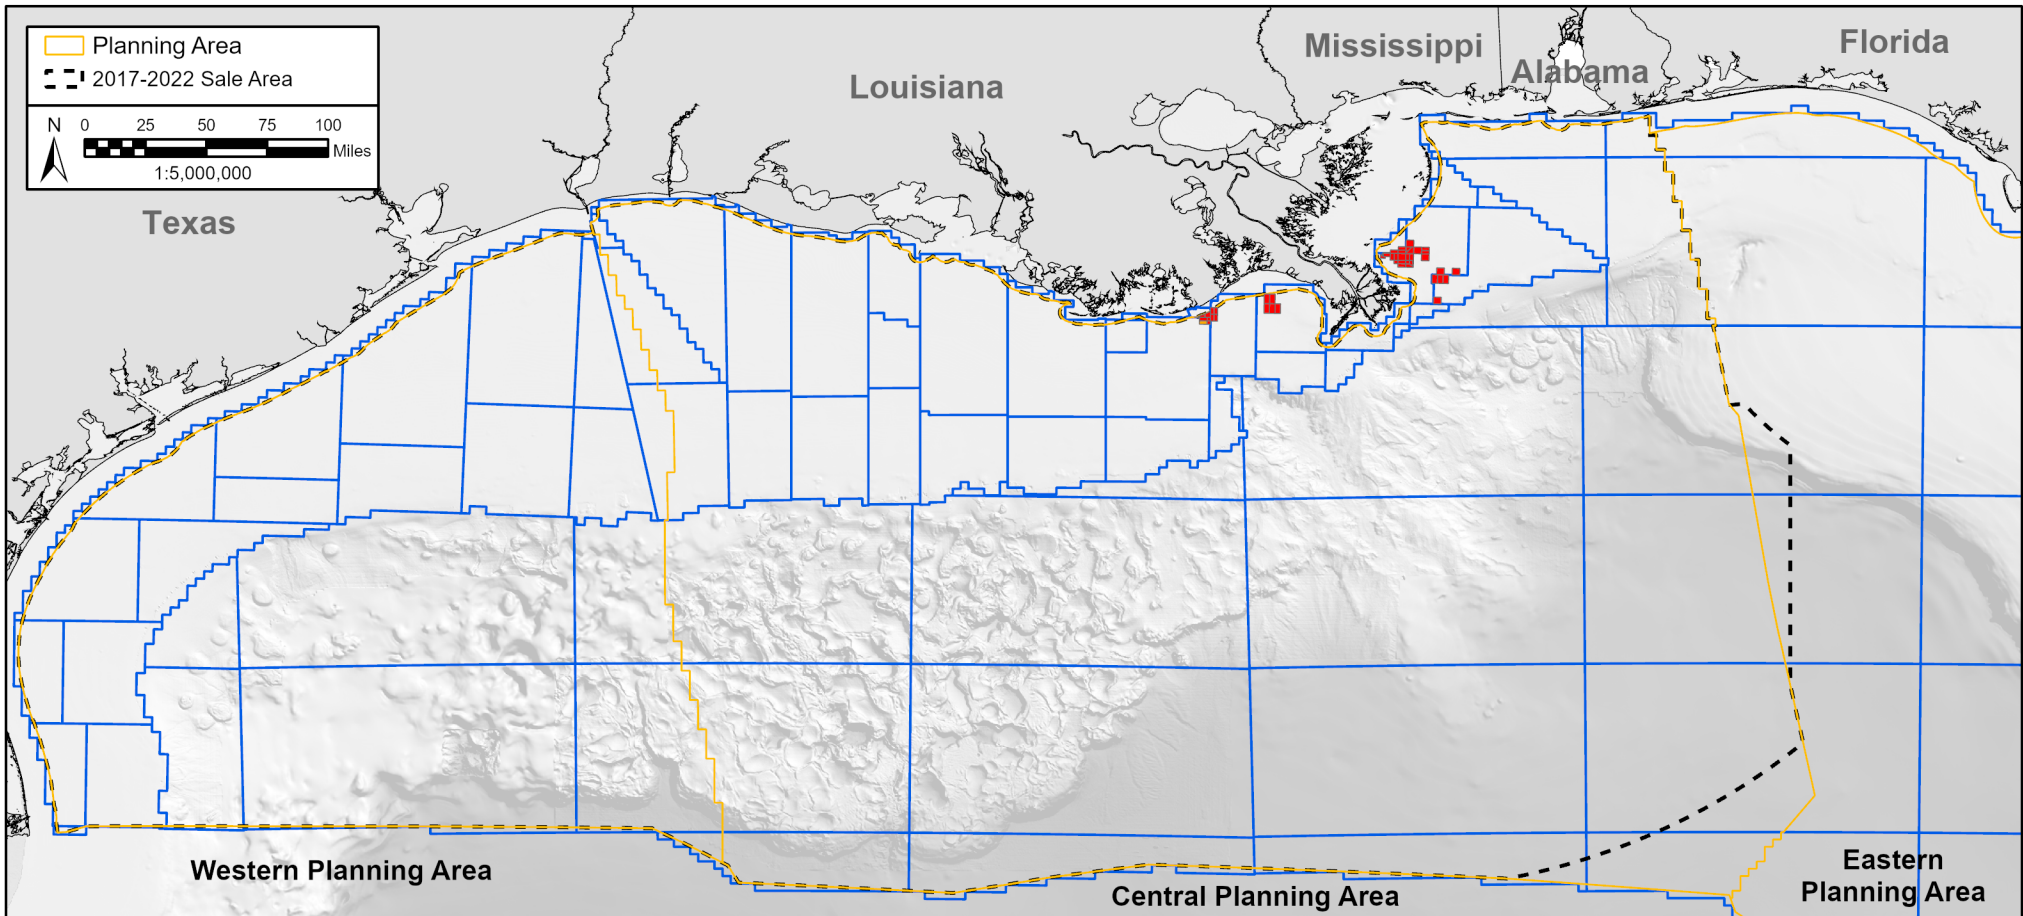 Planning Area
2017-2022 Sale Area
N
0 25 50 75 100
Miles
1:5,000,000
Texas
Louisiana
Mississippi
Alabama
Florida
Western Planning Area
Central Planning Area
Eastern
Planning Area